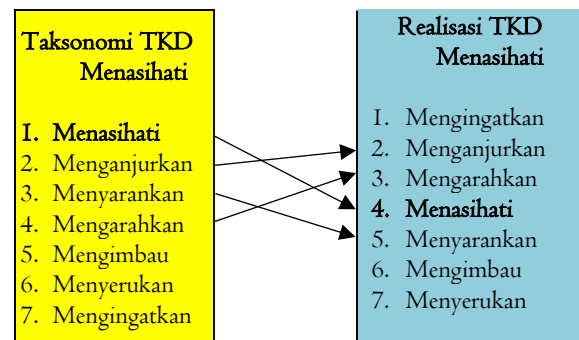 Taksonomi TKD
Menasihati
1. Menasihati
2. Menganjurkan
3. Menyarankan
4. Mengarahkan
5. Mengimbau
6. Menyerukan
7. Mengingatkan
Realisasi TKD
Menasihati
1. Mengingatkan
2. Menganjurkan
3. Mengarahkan
4. Menasihati
5. Menyarankan
6. Mengimbau
7. Menyerukan